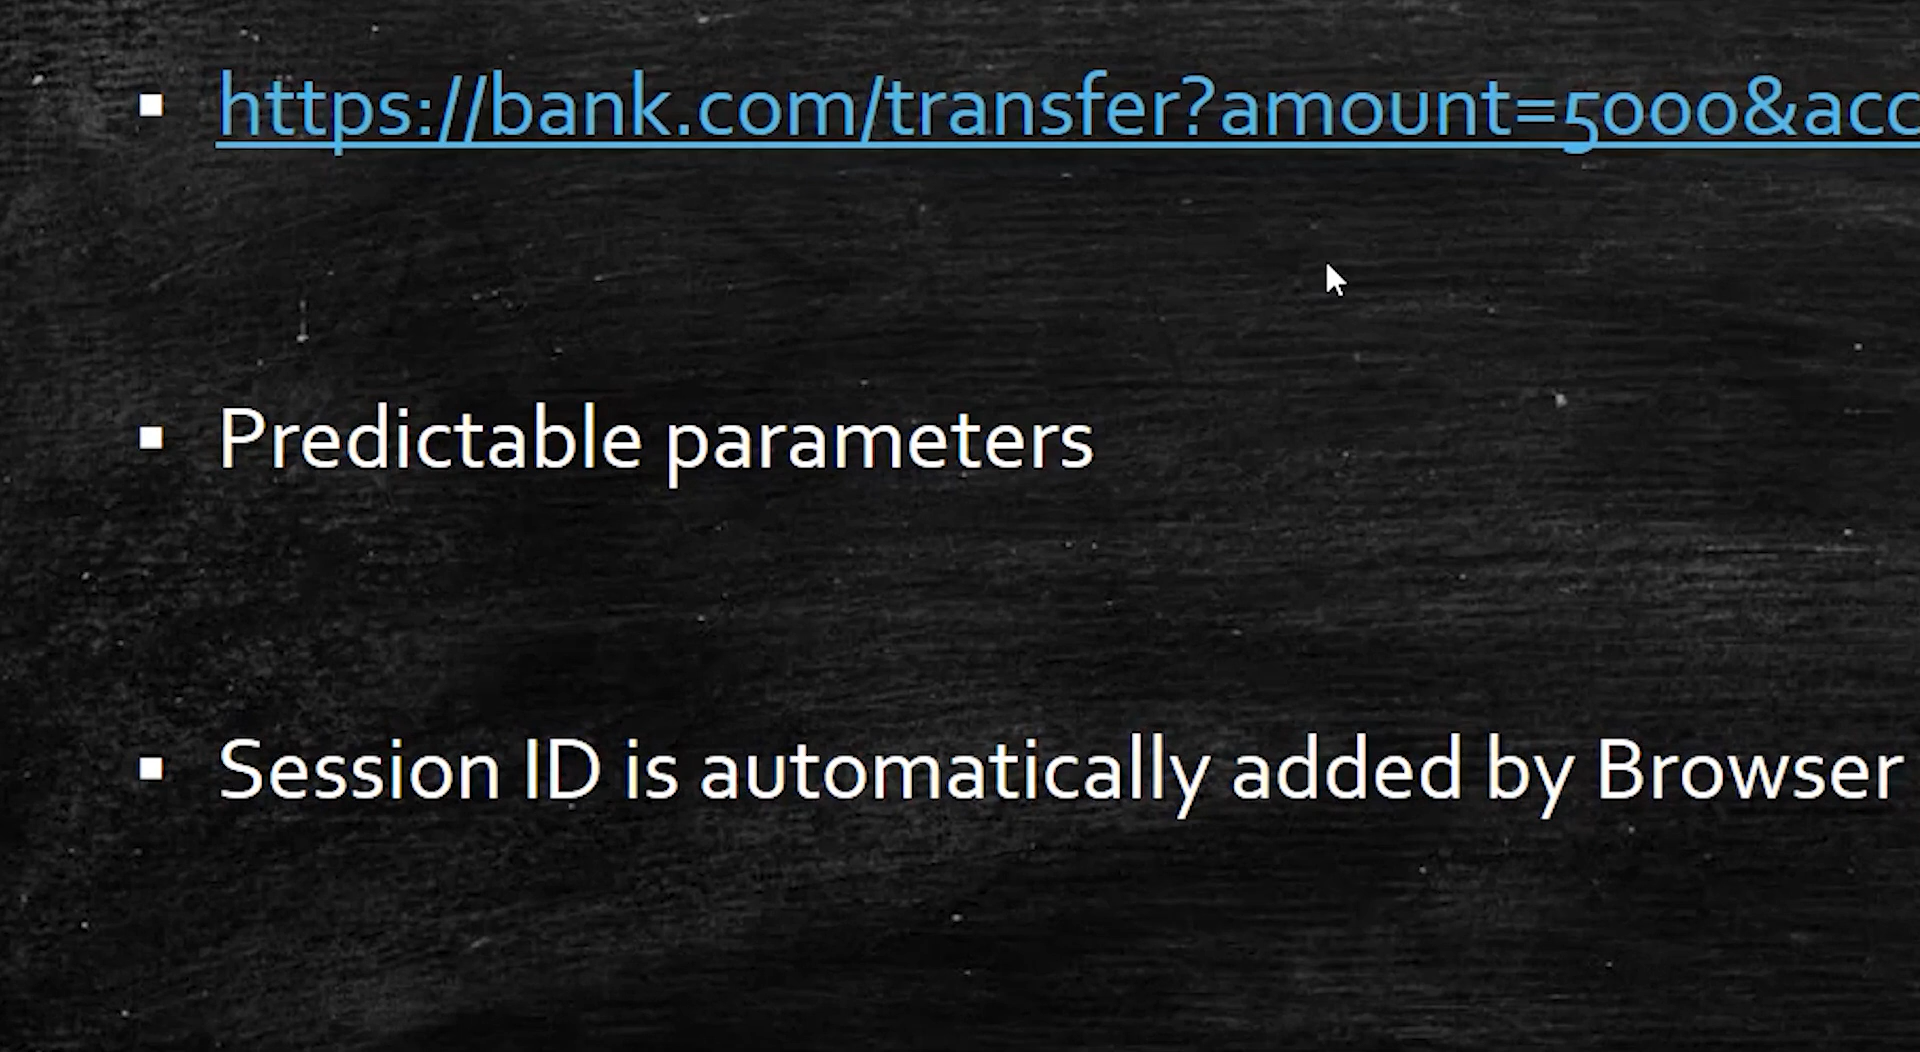 https://bank.com/transfer?amount=5000&acc
Predictable parameters
Session ID is automatically added by Browser